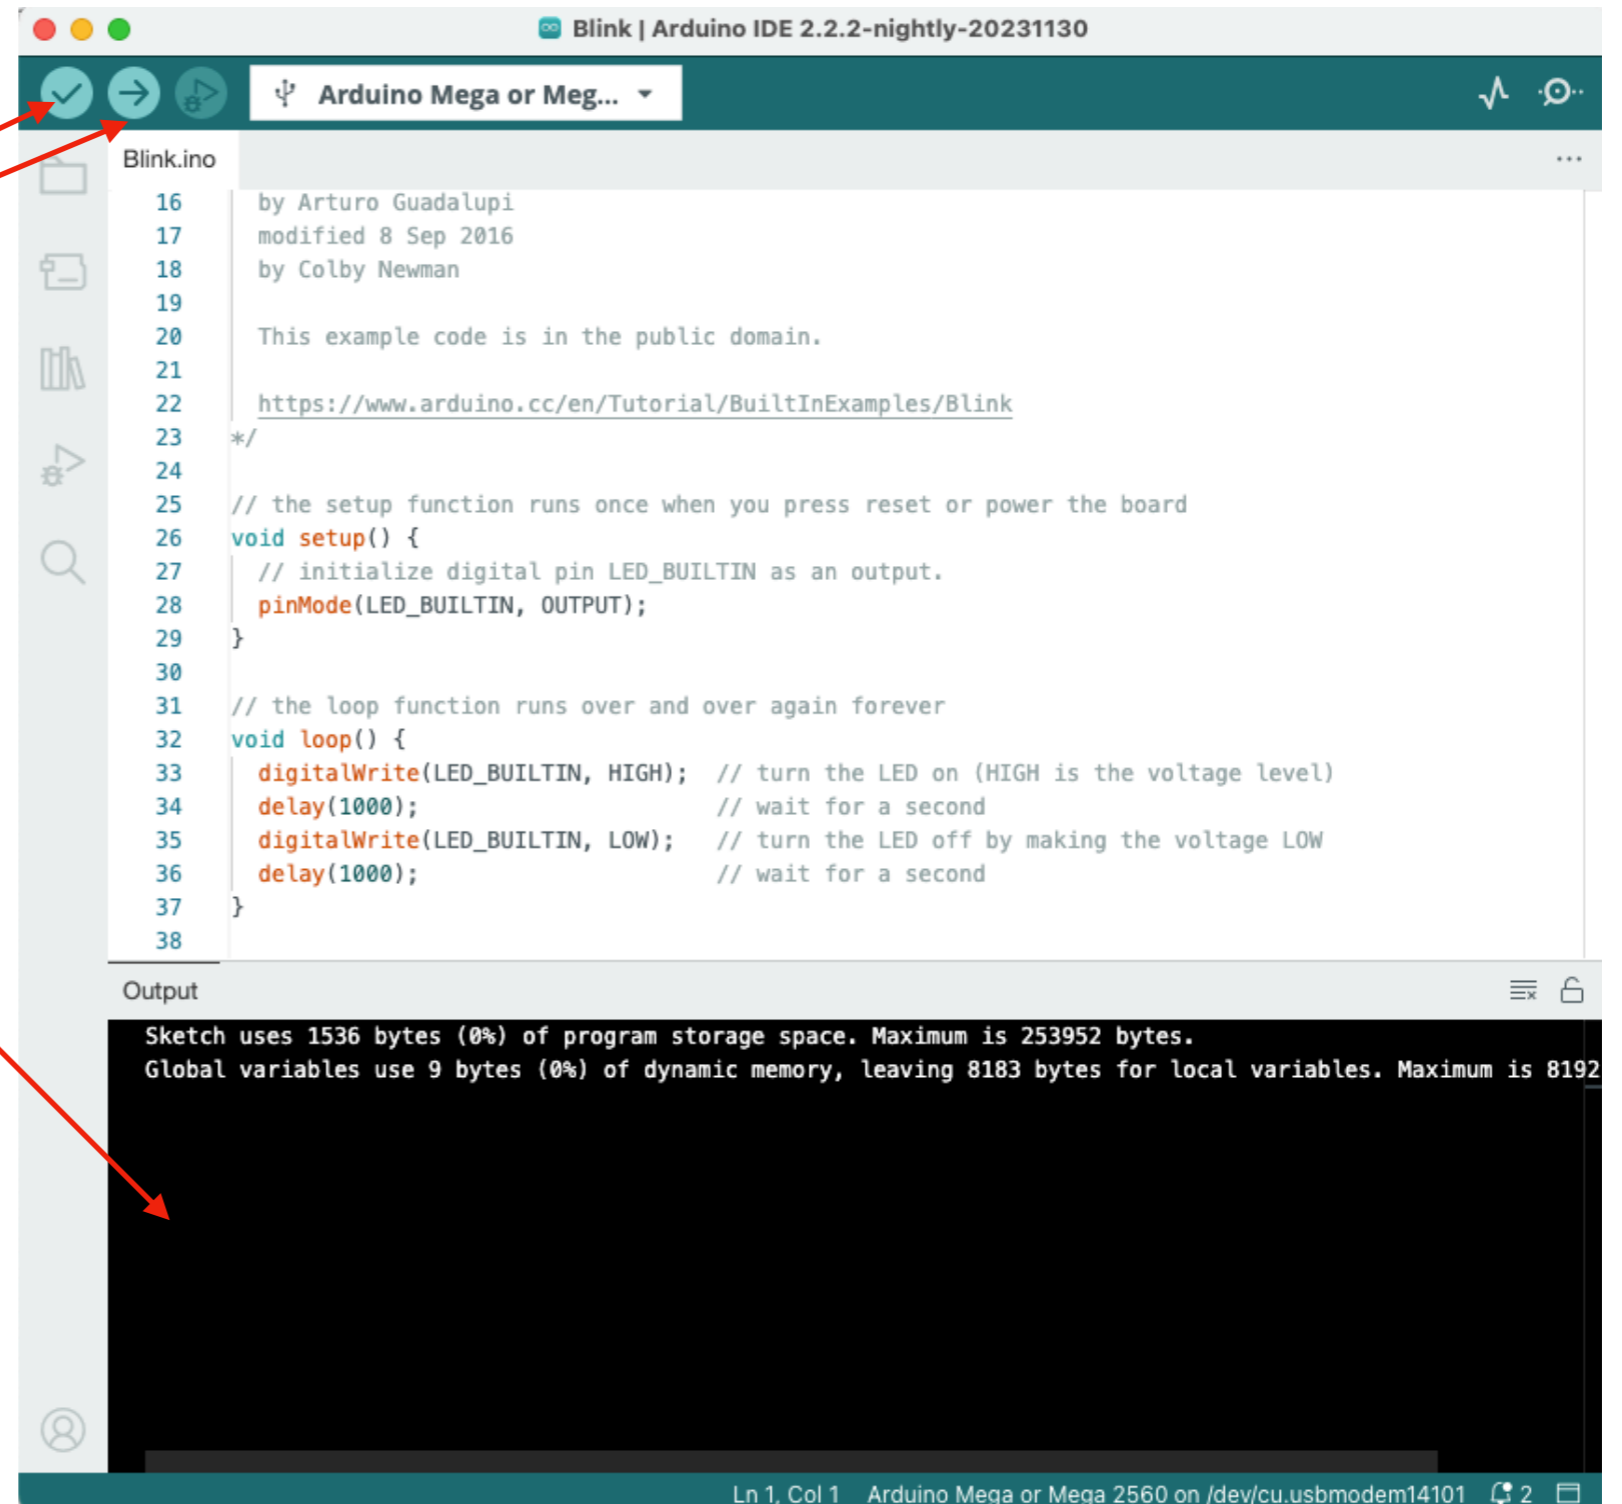 Blink | Arduino IDE 2.2.2-nightly-20231130
Arduino Mega or Meg...
Blink.ino
...
16 by Arturo Guadalupi
17 modified 8 Sep 2016
18 by Colby Newman
19
20 This example code is in the public domain.
21
22 https://www.arduino.cc/en/Tutorial/BuiltInExamples/Blink
23 */
24
25 // the setup function runs once when you press reset or power the board
26 void setup() {
27 // initialize digital pin LED_BUILTIN as an output.
28 pinMode(LED_BUILTIN, OUTPUT);
29 }
30
31 // the loop function runs over and over again forever
32 void loop() {
33 digitalWrite(LED_BUILTIN, HIGH); // turn the LED on (HIGH is the voltage level)
34 delay(1000); // wait for a second
35 digitalWrite(LED_BUILTIN, LOW); // turn the LED off by making the voltage LOW
36 delay(1000); // wait for a second
37 }
38
Output
Sketch uses 1536 bytes (0%) of program storage space. Maximum is 253952 bytes.
Global variables use 9 bytes (0%) of dynamic memory, leaving 8183 bytes for local variables. Maximum is 8192
Ln 1, Col 1 Arduino Mega or Mega 2560 on /dev/cu.usbmodem14101 2